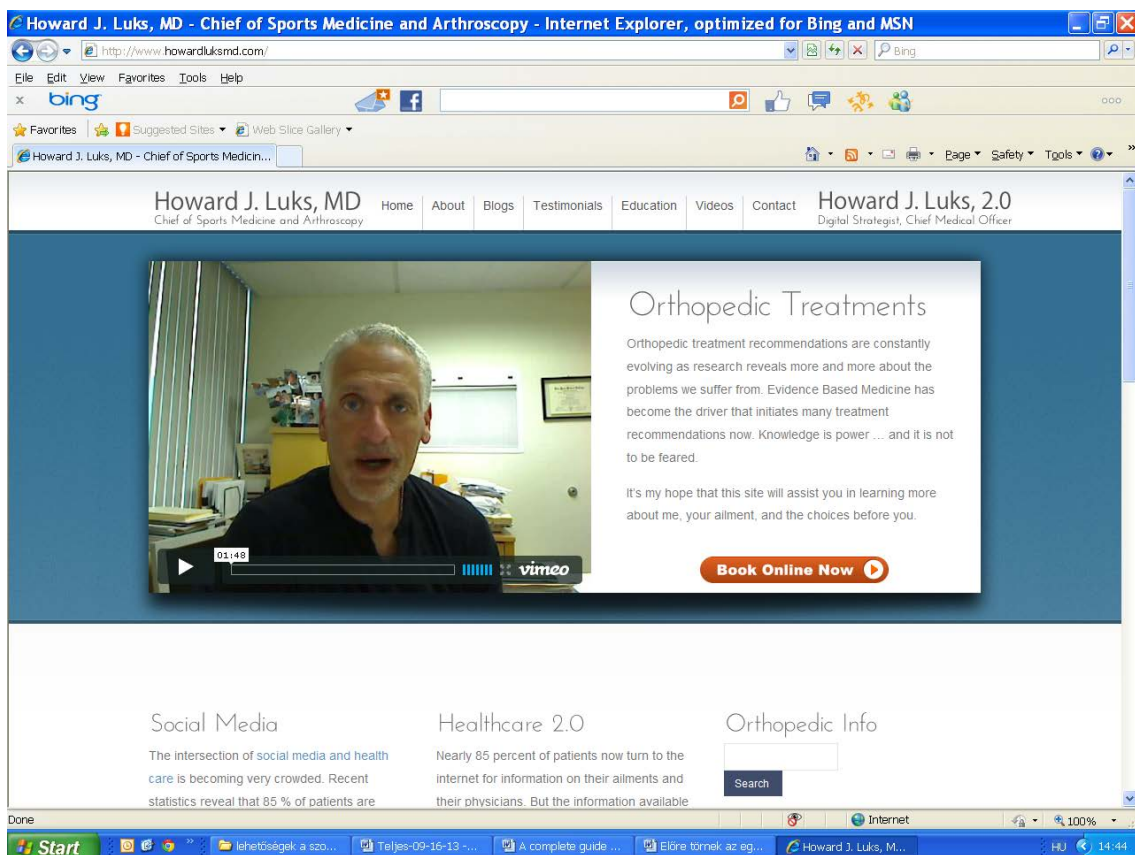 Howard J. Luks, MD - Chief of Sports Medicine and Arthroscopy - Internet Explorer, optimized for Bing and MSN
http://www.howardluksmd.com/
Bing
File Edit View Favorites Tools Help
x bing
Favorites Suggested Sites Web Slice Gallery
Howard J. Luks, MD - Chief of Sports Medicin...
Page Safety Tools
Howard J. Luks, MD
Chief of Sports Medicine and Arthroscopy
Home About Blogs Testimonials Education Videos Contact
Howard J. Luks, 2.0
Digital Strategist, Chief Medical Officer
Orthopedic Treatments
Orthopedic treatment recommendations are constantly
evolving as research reveals more and more about the
problems we suffer from. Evidence Based Medicine has
become the driver that initiates many treatment
recommendations now. Knowledge is power ... and it is not
to be feared.
It's my hope that this site will assist you in learning more
about me, your ailment, and the choices before you.
01:48
vimeo
Book Online Now
Social Media
The intersection of social media and health
care is becoming very crowded. Recent
statistics reveal that 85 % of patients are
Healthcare 2.0
Nearly 85 percent of patients now turn to the
internet for information on their ailments and
their physicians. But the information available
Orthopedic Info
Search
Done
Internet
100%
Start
lehetőségek a szo...
Teljes-09-16-13 -...
A complete guide ...
Előre törnek az eg...
Howard J. Luks, M...
HU
14:44